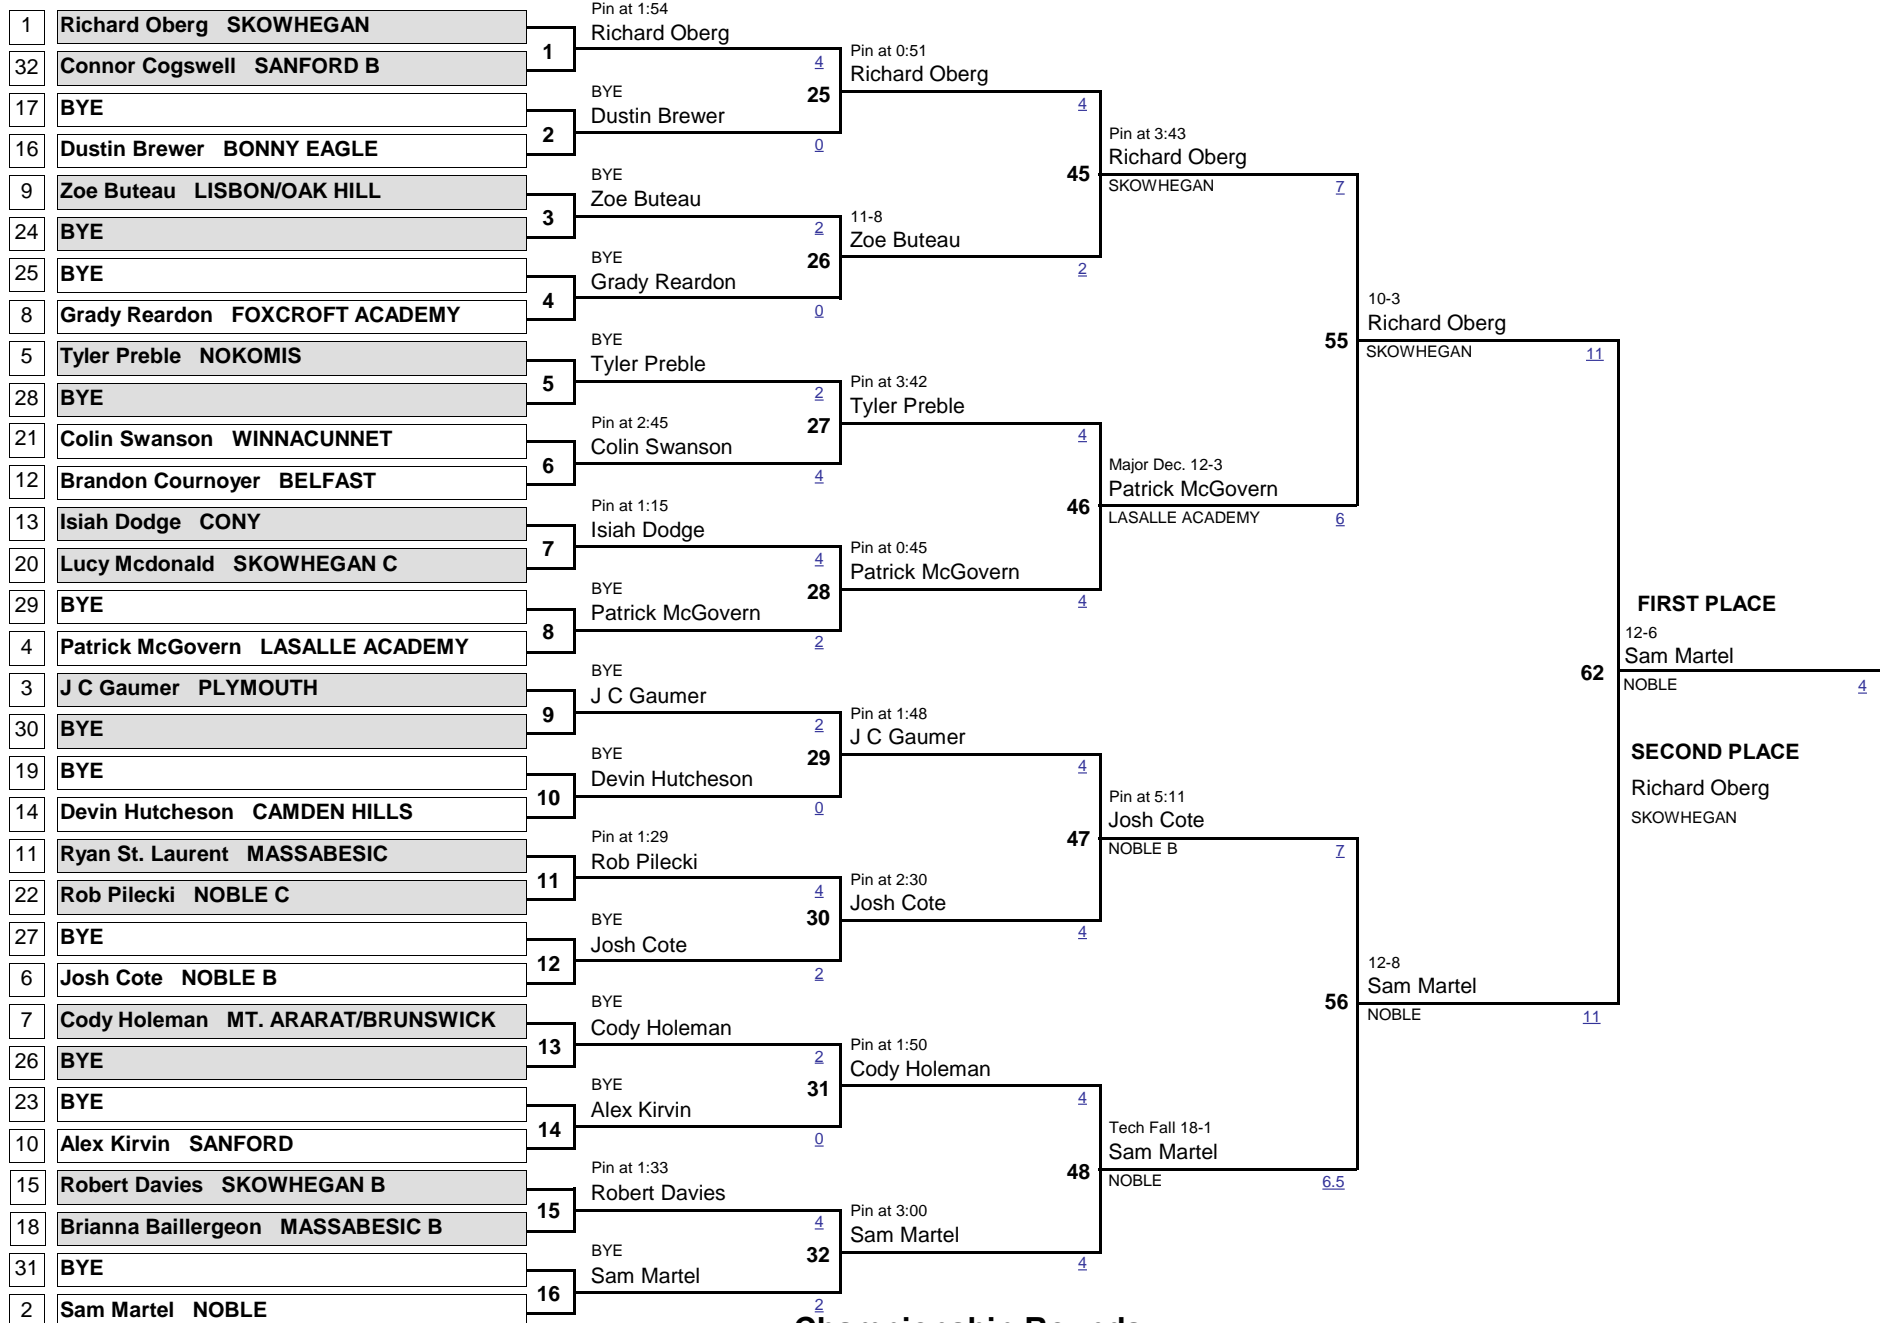 1 Richard Oberg SKOWHEGAN
32 Connor Cogswell SANFORD B
17 BYE
16 Dustin Brewer BONNY EAGLE
9 Zoe Buteau LISBON/OAK HILL
24 BYE
25 BYE
8 Grady Reardon FOXCROFT ACADEMY
5 Tyler Preble NOKOMIS
28 BYE
21 Colin Swanson WINNACUNNET
12 Brandon Cournoyer BELFAST
13 Isiah Dodge CONY
20 Lucy Mcdonald SKOWHEGAN C
29 BYE
4 Patrick McGovern LASALLE ACADEMY
3 J C Gaumer PLYMOUTH
30 BYE
19 BYE
14 Devin Hutcheson CAMDEN HILLS
11 Ryan St. Laurent MASSABESIC
22 Rob Pilecki NOBLE C
27 BYE
6 Josh Cote NOBLE B
7 Cody Holeman MT. ARARAT/BRUNSWICK
26 BYE
23 BYE
10 Alex Kirvin SANFORD
15 Robert Davies SKOWHEGAN B
18 Brianna Baillergeon MASSABESIC B
31 BYE
2 Sam Martel NOBLE
Pin at 1:54
1 Richard Oberg
4
BYE
2 Dustin Brewer
0
BYE
3 Zoe Buteau
2
BYE
4 Grady Reardon
0
BYE
5 Tyler Preble
2
Pin at 2:45
6 Colin Swanson
4
Pin at 1:15
7 Isiah Dodge
4
BYE
8 Patrick McGovern
2
BYE
9 J C Gaumer
2
BYE
10 Devin Hutcheson
0
Pin at 1:29
11 Rob Pilecki
4
BYE
12 Josh Cote
2
BYE
13 Cody Holeman
2
BYE
14 Alex Kirvin
0
Pin at 1:33
15 Robert Davies
4
BYE
16 Sam Martel
2
Pin at 0:51
Richard Oberg
25
4
11-8
Zoe Buteau
26
2
Pin at 3:42
Tyler Preble
27
4
Pin at 0:45
Patrick McGovern
28
4
Pin at 1:48
J C Gaumer
29
4
Pin at 2:30
Josh Cote
30
4
Pin at 1:50
Cody Holeman
31
4
Pin at 3:00
Sam Martel
32
4
Pin at 3:43
Richard Oberg
45
SKOWHEGAN 7
Major Dec. 12-3
Patrick McGovern
46
LASALLE ACADEMY 6
Pin at 5:11
Josh Cote
47
NOBLE B 7
Tech Fall 18-1
Sam Martel
48
NOBLE 6.5
10-3
Richard Oberg
55
SKOWHEGAN 11
12-8
Sam Martel
56
NOBLE 11
FIRST PLACE
12-6
Sam Martel
62
NOBLE 4
SECOND PLACE
Richard Oberg
SKOWHEGAN
Championship Rounds